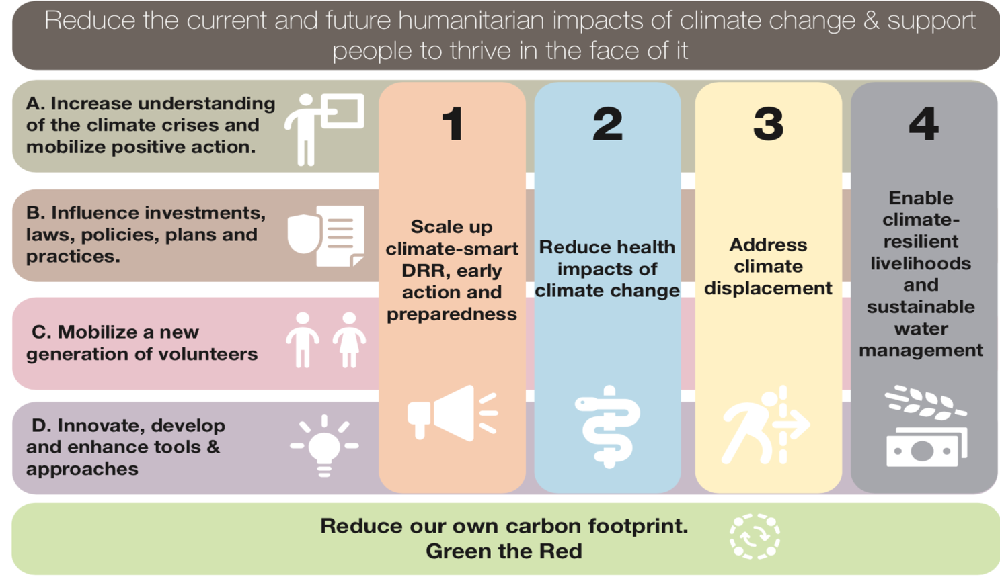 Reduce the current and future humanitarian impacts of climate change & support
people to thrive in the face of it
A. Increase understanding
of the climate crises and
mobilize positive action.
B. Influence investments,
laws, policies, plans and
practices.
C. Mobilize a new
generation of volunteers
D. Innovate, develop
and enhance tools &
approaches
1
Scale up
climate-smart
DRR, early
action and
preparedness
2
Reduce health
impacts of
climate change
3
Address
climate
displacement
4
Enable
climate-
resilient
livelihoods
and
sustainable
water
management
Reduce our own carbon footprint.
Green the Red